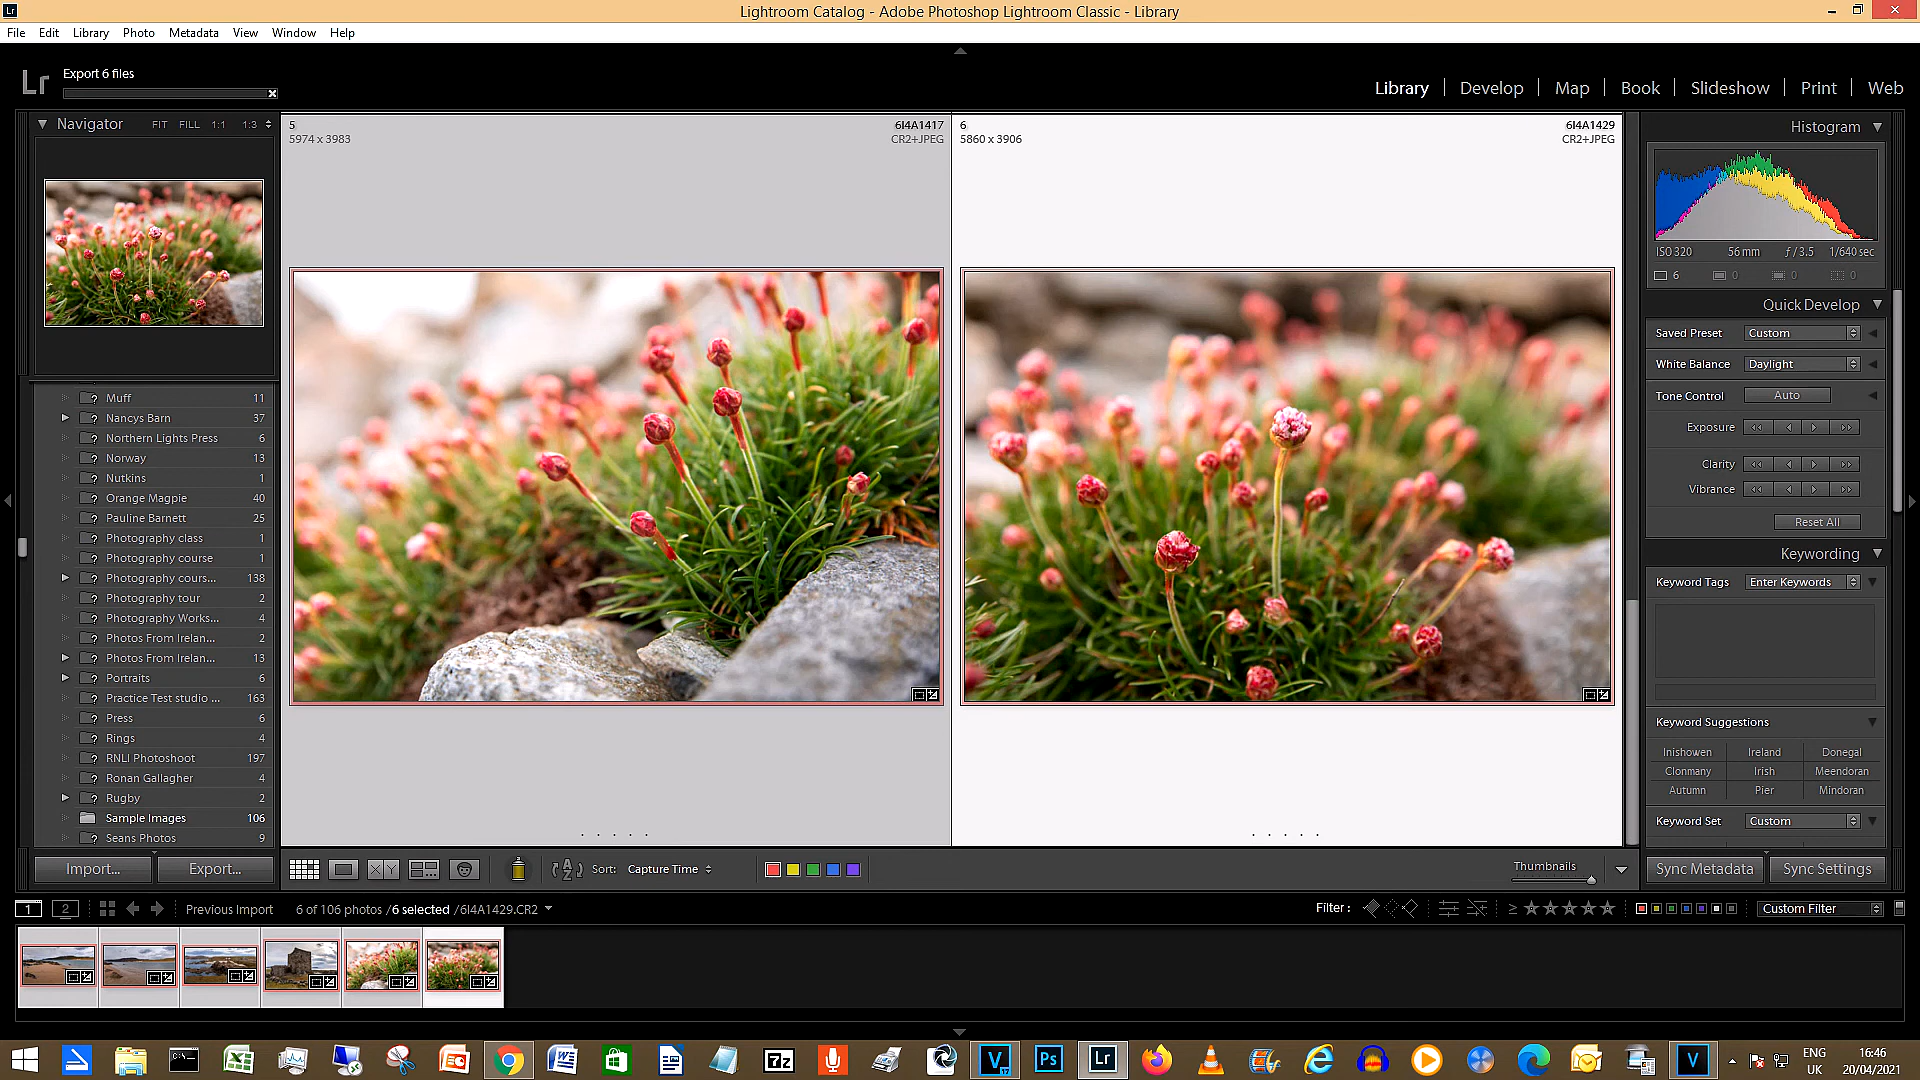 Lr
Lightroom Catalog - Adobe Photoshop Lightroom Classic - Library
File Edit Library Photo Metadata View Window Help
Lr
Export 6 files
Library Develop Map Book Slideshow Print Web
Navigator FIT FILL 1:1 1:3
5
5974 x 3983
6I4A1417
CR2+JPEG
6
5860 x 3906
6I4A1429
CR2+JPEG
Histogram
ISO 320 56 mm ƒ / 3.5 1/640 sec
6 0 0 0
Quick Develop
Saved Preset Custom
White Balance Daylight
Tone Control Auto
Exposure
Clarity
Vibrance
Reset All
Keywording
Keyword Tags Enter Keywords
Keyword Suggestions
Inishowen Ireland Donegal
Clonmany Irish Meendoran
Autumn Pier Mindoran
Keyword Set Custom
Muff 11
Nancys Barn 37
Northern Lights Press 6
Norway 13
Nutkins 1
Orange Magpie 40
Pauline Barnett 25
Photography class 1
Photography course 1
Photography cours... 138
Photography tour 2
Photography Works... 4
Photos From Irelan... 2
Photos From Irelan... 13
Portraits 6
Practice Test studio ... 163
Press 6
Rings 4
RNLI Photoshoot 197
Ronan Gallagher 4
Rugby 2
Sample Images 106
Seans Photos 9
Import... Export...
X Y
Sort: Capture Time
Thumbnails
Sync Metadata Sync Settings
1 2 Previous Import 6 of 106 photos / 6 selected / 6I4A1429.CR2
Filter : ≥ Custom Filter
C:\
7z
V
Ps
Lr
V
ENG
UK
16:46
20/04/2021